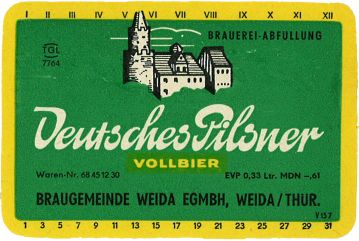 I II III IV V VI VII VIII IX X XI XII
BRAUEREI-ABFÜLLUNG
TGL
7764
Deutsches Pilsner
VOLLBIER
Waren-Nr. 68 45 12 30 EVP 0,33 Ltr. MDN -,61
BRAUGEMEINDE WEIDA EGMBH, WEIDA/THUR.
V 15 7
1 3 5 7 9 11 13 15 17 19 21 23 25 27 29 31